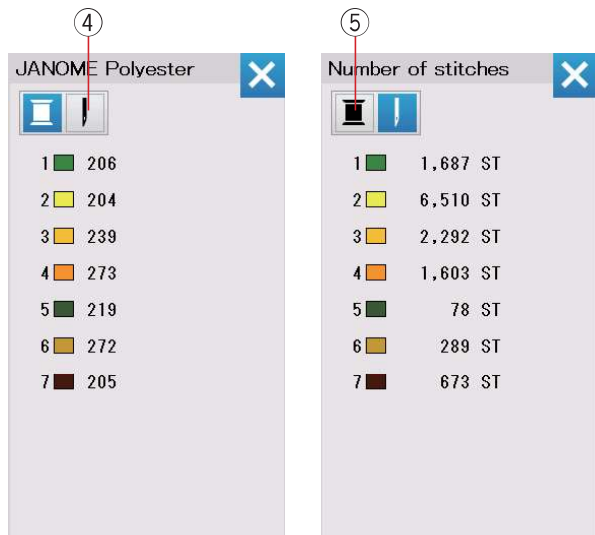 ④
JANOME Polyester
1 206
2 204
3 239
4 273
5 219
6 272
7 205
⑤
Number of stitches
1 1,687 ST
2 6,510 ST
3 2,292 ST
4 1,603 ST
5 78 ST
6 289 ST
7 673 ST